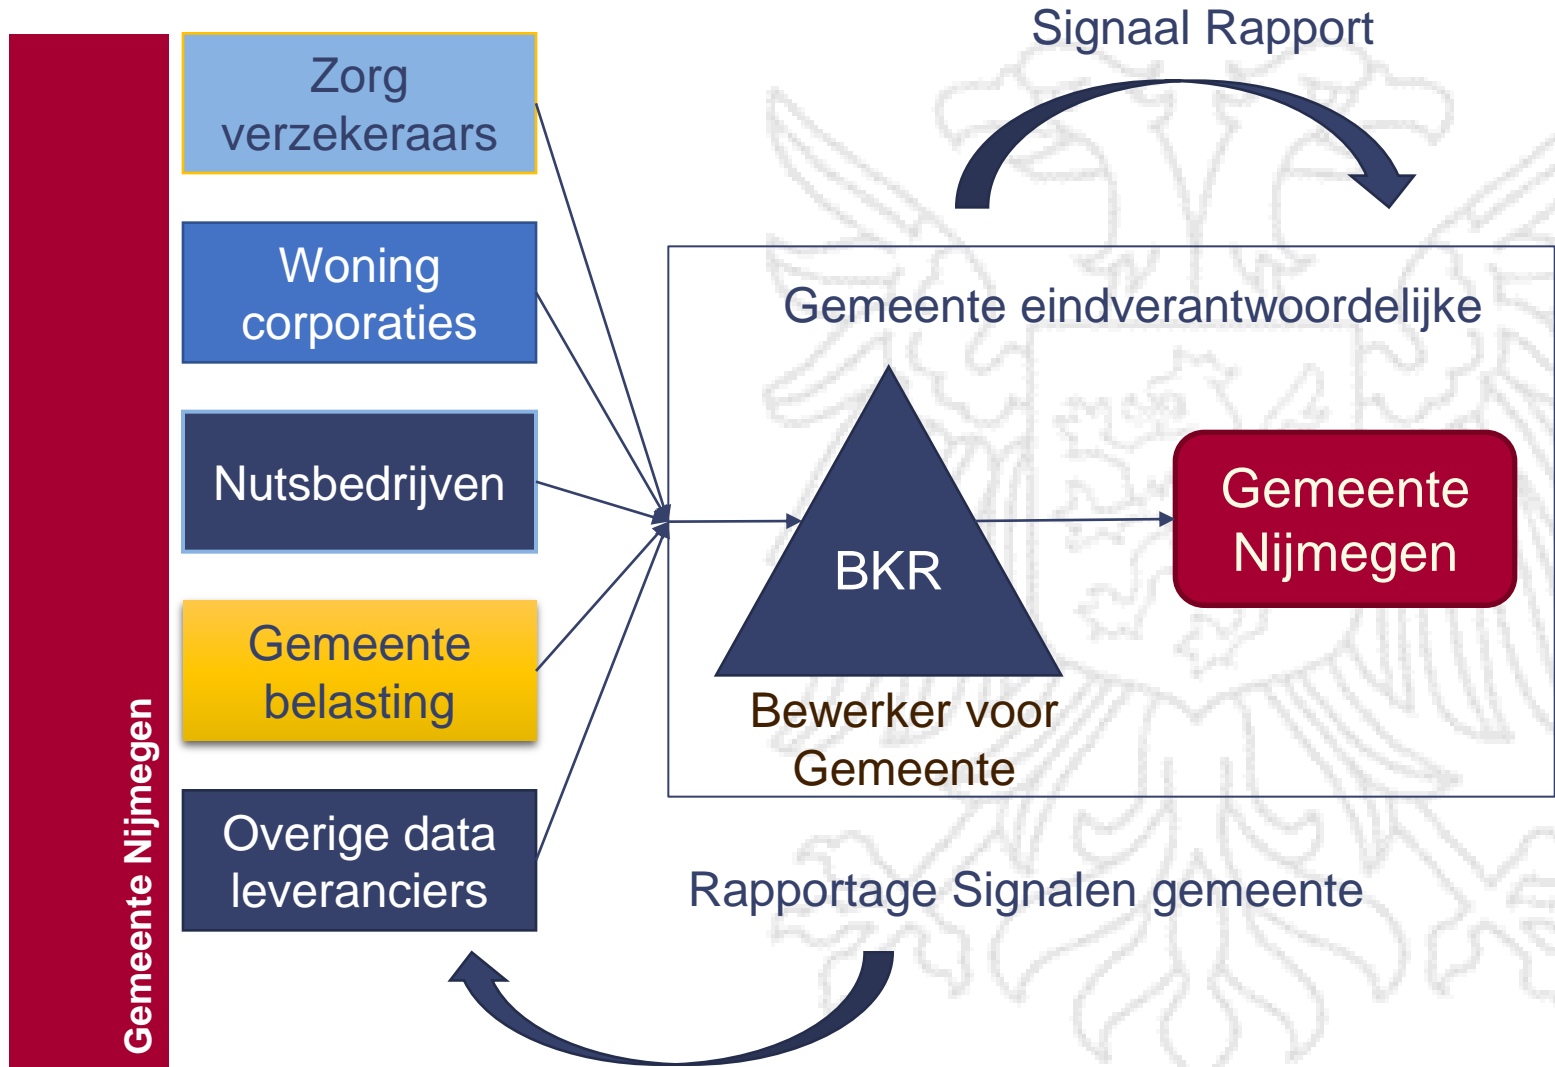 Signaal Rapport
Zorg
verzekeraars
Woning
corporaties
Nutsbedrijven
Gemeente
belasting
Overige data
leveranciers
Gemeente Nijmegen
Gemeente eindverantwoordelijke
BKR
Bewerker voor
Gemeente
Gemeente
Nijmegen
Rapportage Signalen gemeente